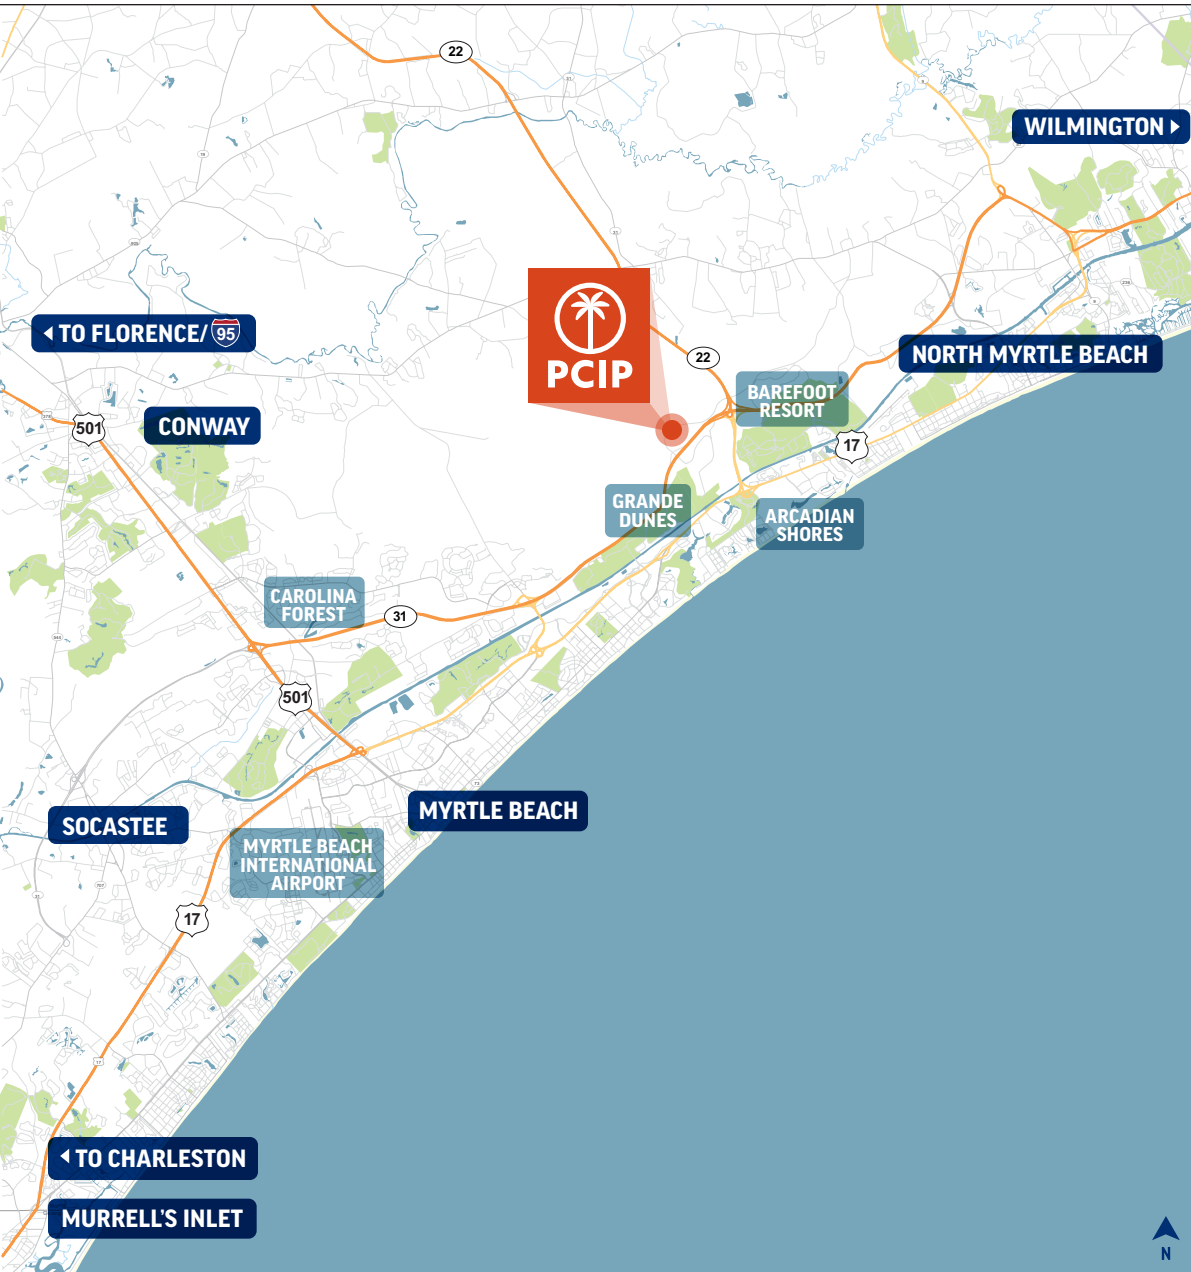 22
WILMINGTON
TO FLORENCE/ 95
PCIP
22
NORTH MYRTLE BEACH
BAREFOOT
RESORT
501
CONWAY
17
GRANDE
DUNES
ARCADIAN
SHORES
CAROLINA
FOREST
31
501
MYRTLE BEACH
SOCASTEE
MYRTLE BEACH
INTERNATIONAL
AIRPORT
17
TO CHARLESTON
MURRELL'S INLET
N